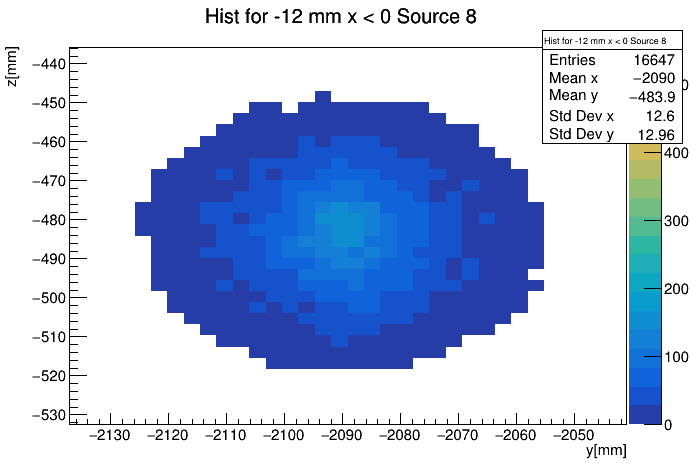 Hist for -12 mm x < 0 Source 8
z[mm]
−440
−450
−460
−470
−480
−490
−500
−510
−520
−530
−2130 −2120 −2110 −2100 −2090 −2080 −2070 −2060 −2050
y[mm]
Hist for -12 mm x < 0 Source 8
Entries 16647
Mean x −2090
Mean y −483.9
Std Dev x 12.6
Std Dev y 12.96
400
300
200
100
0